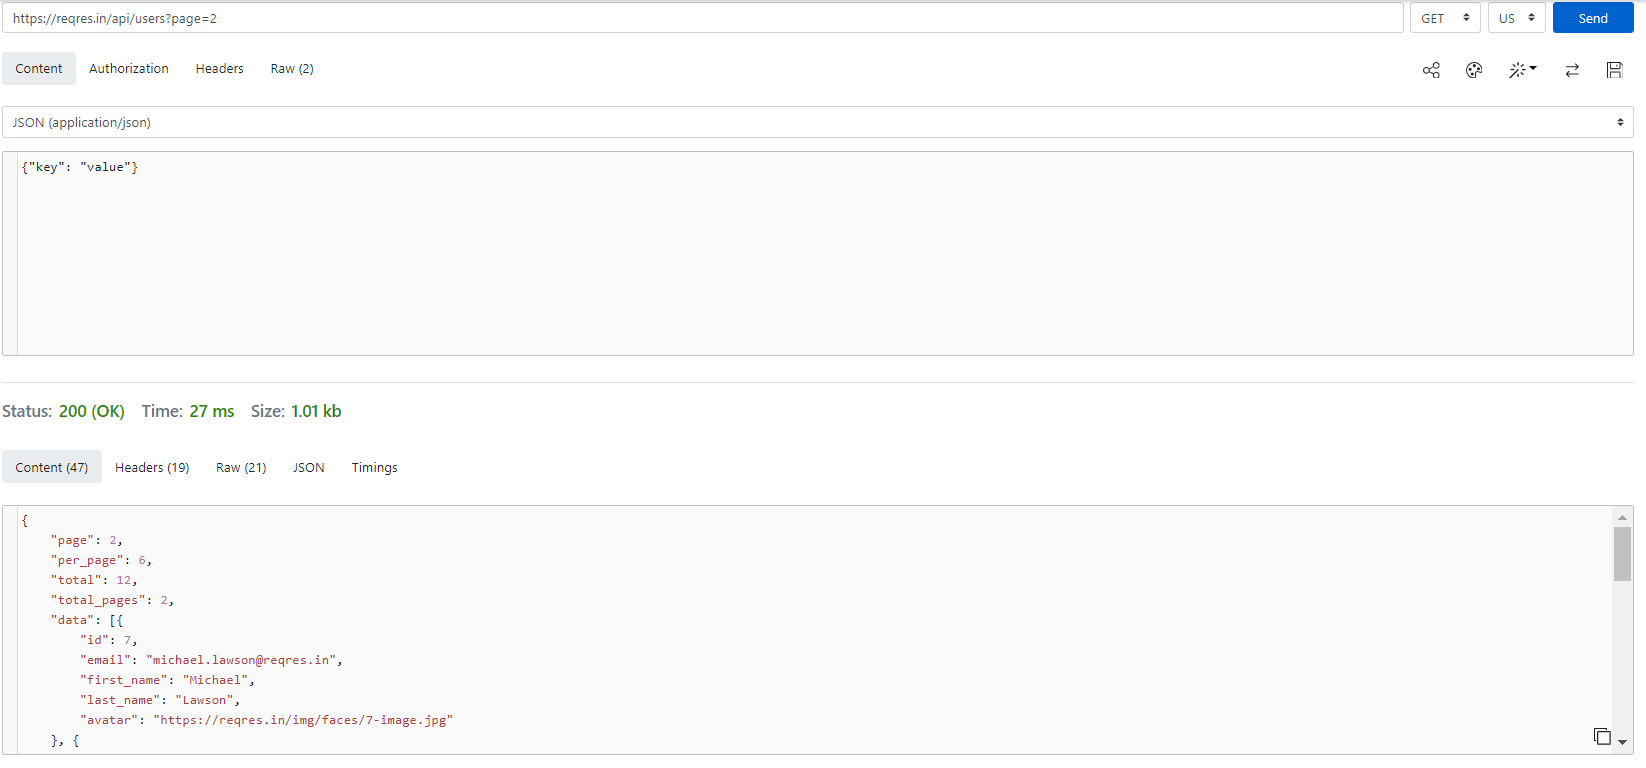 https://reqres.in/api/users?page=2 GET US Send
Content Authorization Headers Raw (2)
JSON (application/json)
{"key": "value"}
Status: 200 (OK) Time: 27 ms Size: 1.01 kb
Content (47) Headers (19) Raw (21) JSON Timings
{
"page": 2,
"per_page": 6,
"total": 12,
"total_pages": 2,
"data": [{
"id": 7,
"email": "michael.lawson@reqres.in",
"first_name": "Michael",
"last_name": "Lawson",
"avatar": "https://reqres.in/img/faces/7-image.jpg"
}, {